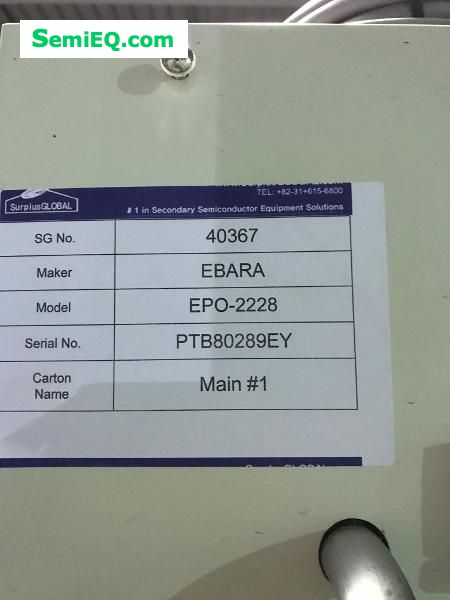 SemiEQ.com
TEL: +82-31+615-6800
SurplusGLOBAL
# 1 in Secondary Semiconductor Equipment Solutions
SG No. 40367
Maker EBARA
Model EPO-2228
Serial No. PTB80289EY
Carton Name Main #1